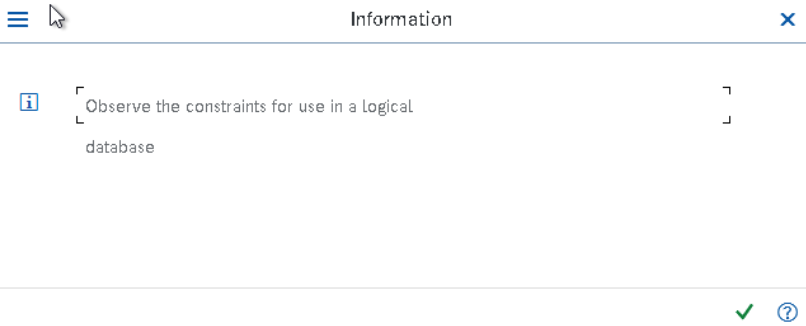 Information
Observe the constraints for use in a logical
database